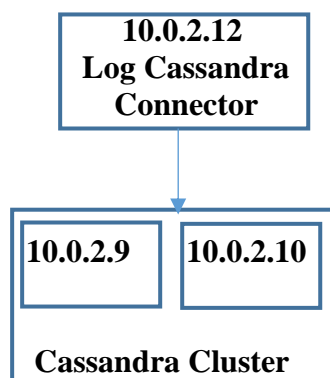 10.0.2.12
Log Cassandra
Connector
10.0.2.9
10.0.2.10
Cassandra Cluster